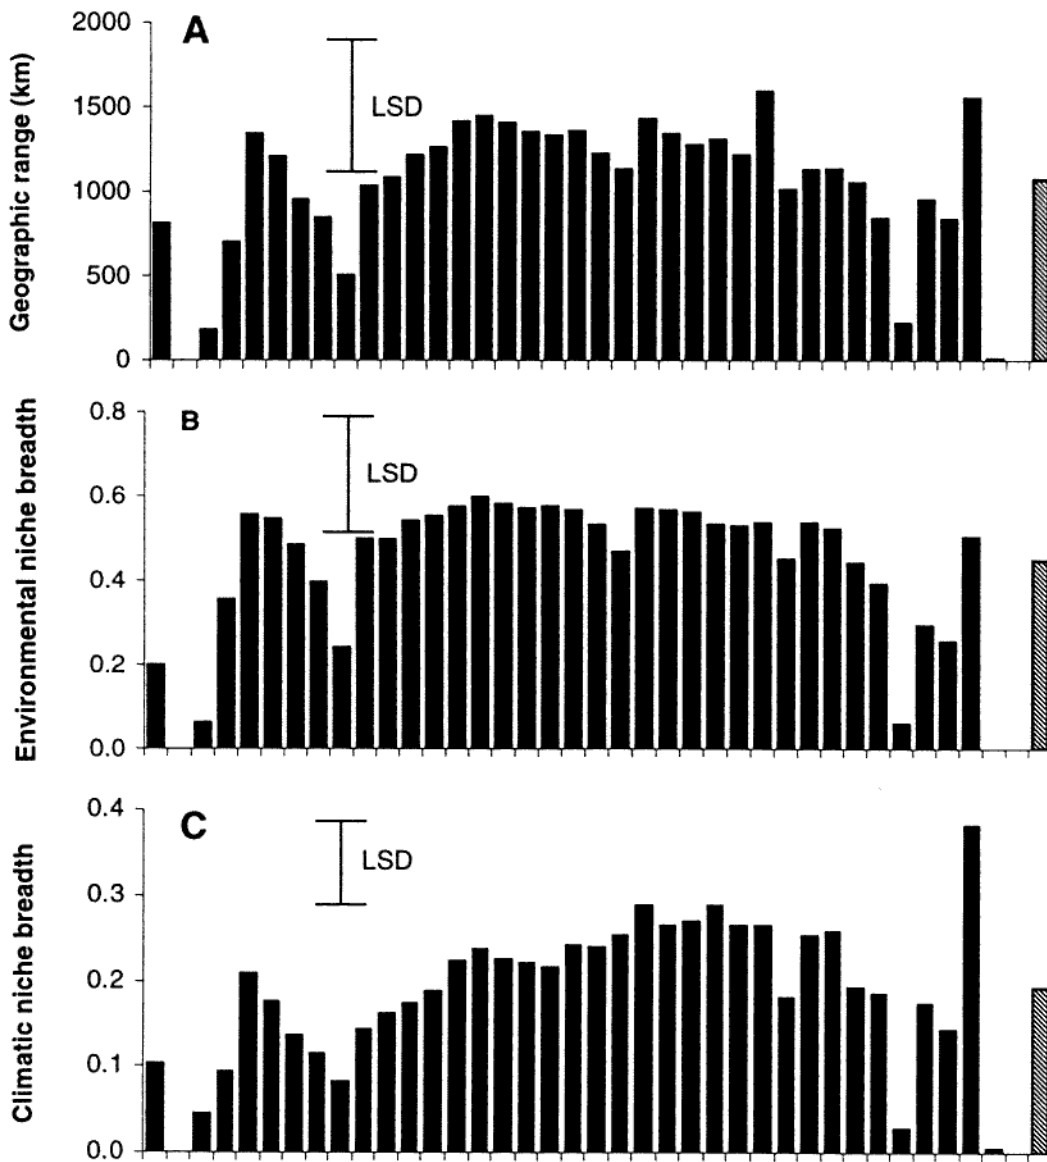 A
Geographic range (km)
2000
1500
1000
500
0
LSD
B
Environmental niche breadth
0.8
0.6
0.4
0.2
0.0
LSD
C
Climatic niche breadth
0.4
0.3
0.2
0.1
0.0
LSD